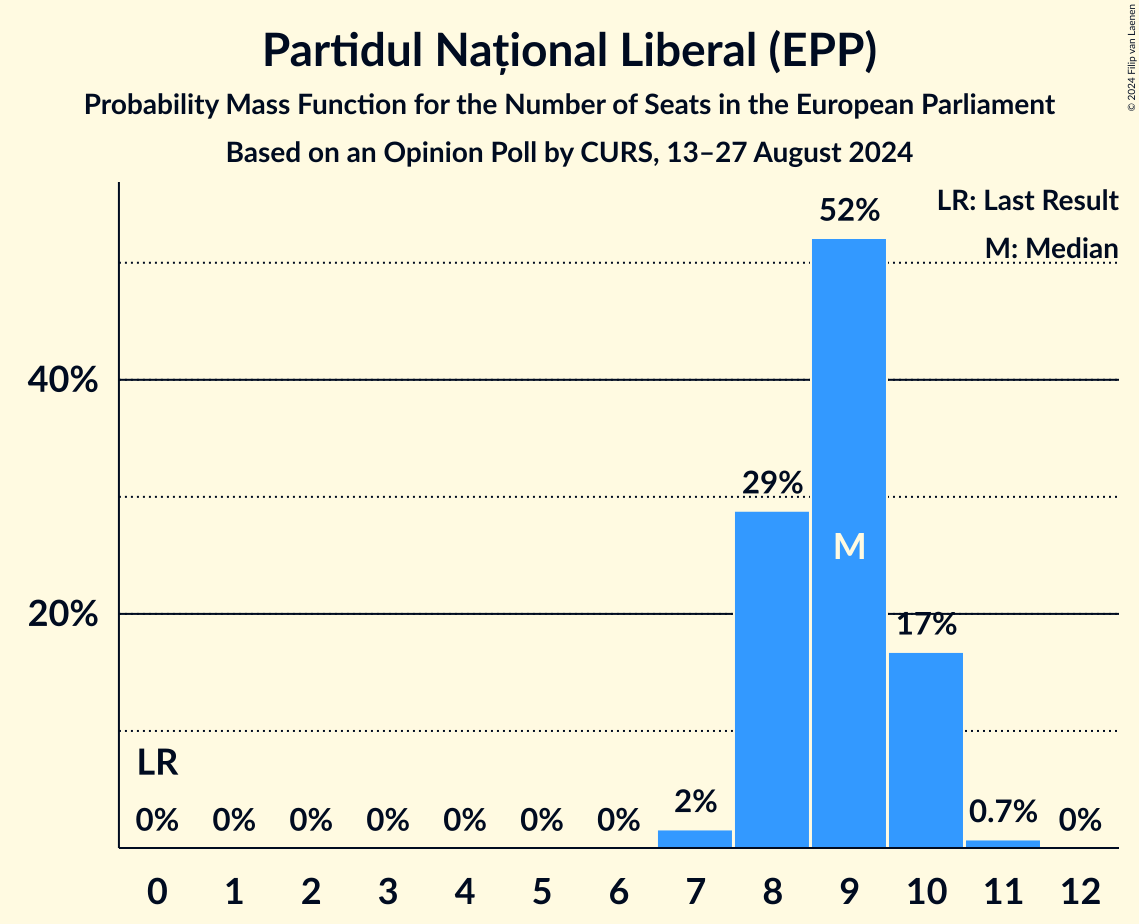 Partidul Național Liberal (EPP)
Probability Mass Function for the Number of Seats in the European Parliament
Based on an Opinion Poll by CURS, 13–27 August 2024
© 2024 Filip van Laenen
LR: Last Result
M: Median
52%
40%
29%
M
20%
17%
LR
0% 0% 0% 0% 0% 0% 0% 2% 0.7% 0%
0 1 2 3 4 5 6 7 8 9 10 11 12